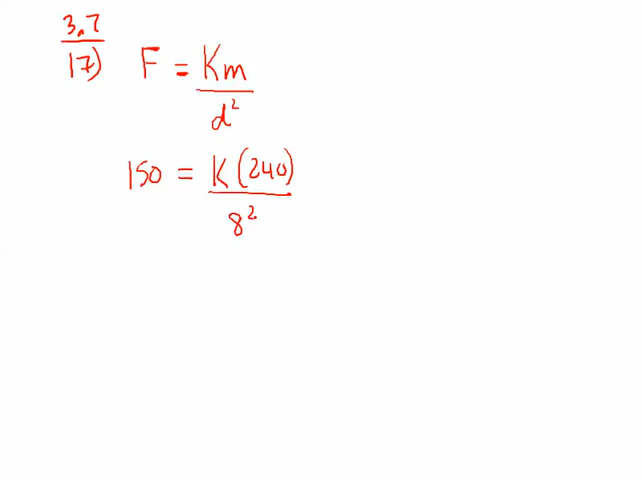 3.7
17)
F = Km
d²
150 = K(240)
8²